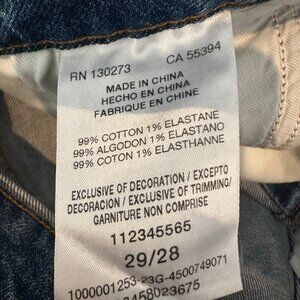 RN 130273 CA 55394
MADE IN CHINA
HECHO EN CHINA
FABRIQUE EN CHINE
99% COTTON 1% ELASTANE
99% ALGODON 1% ELASTANO
99% COTON 1% ELASTHANNE
EXCLUSIVE OF DECORATION / EXCEPTO
DECORACION / EXCLUSIVE OF TRIMMING/
GARNITURE NON COMPRISE
112345565
29/28
1000001253-23G-4500749071
3458023675